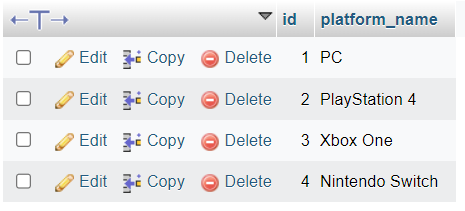 id platform_name
Edit Copy Delete 1 PC
Edit Copy Delete 2 PlayStation 4
Edit Copy Delete 3 Xbox One
Edit Copy Delete 4 Nintendo Switch